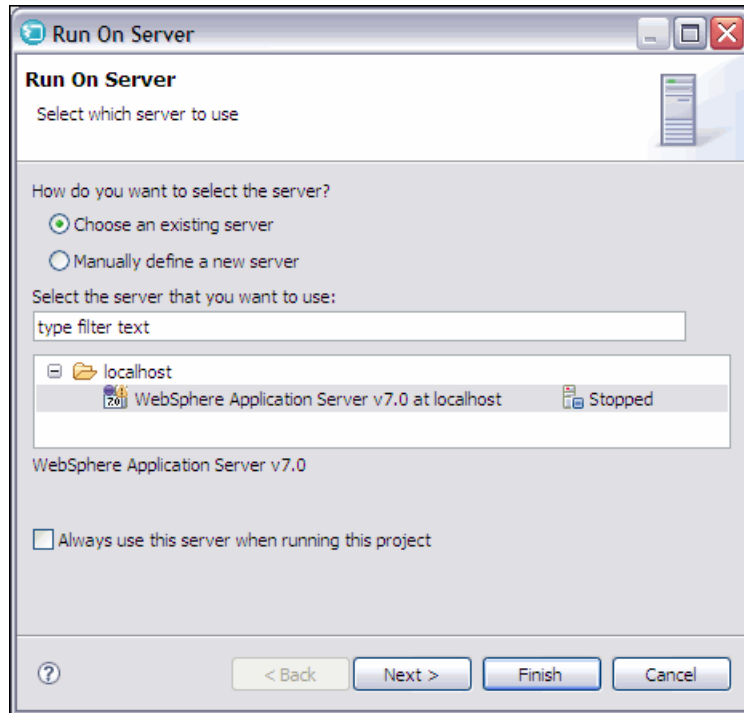 Run On Server
Run On Server
Select which server to use
How do you want to select the server?
Choose an existing server
Manually define a new server
Select the server that you want to use:
type filter text
localhost
WebSphere Application Server v7.0 at localhost Stopped
WebSphere Application Server v7.0
Always use this server when running this project
? < Back Next > Finish Cancel